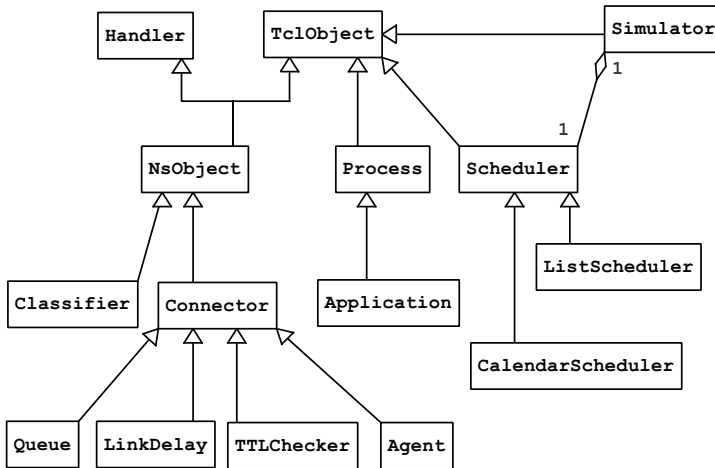 Handler
TclObject
Simulator
1
1
NsObject
Process
Scheduler
ListScheduler
Classifier
Connector
Application
CalendarScheduler
Queue
LinkDelay
TTLChecker
Agent